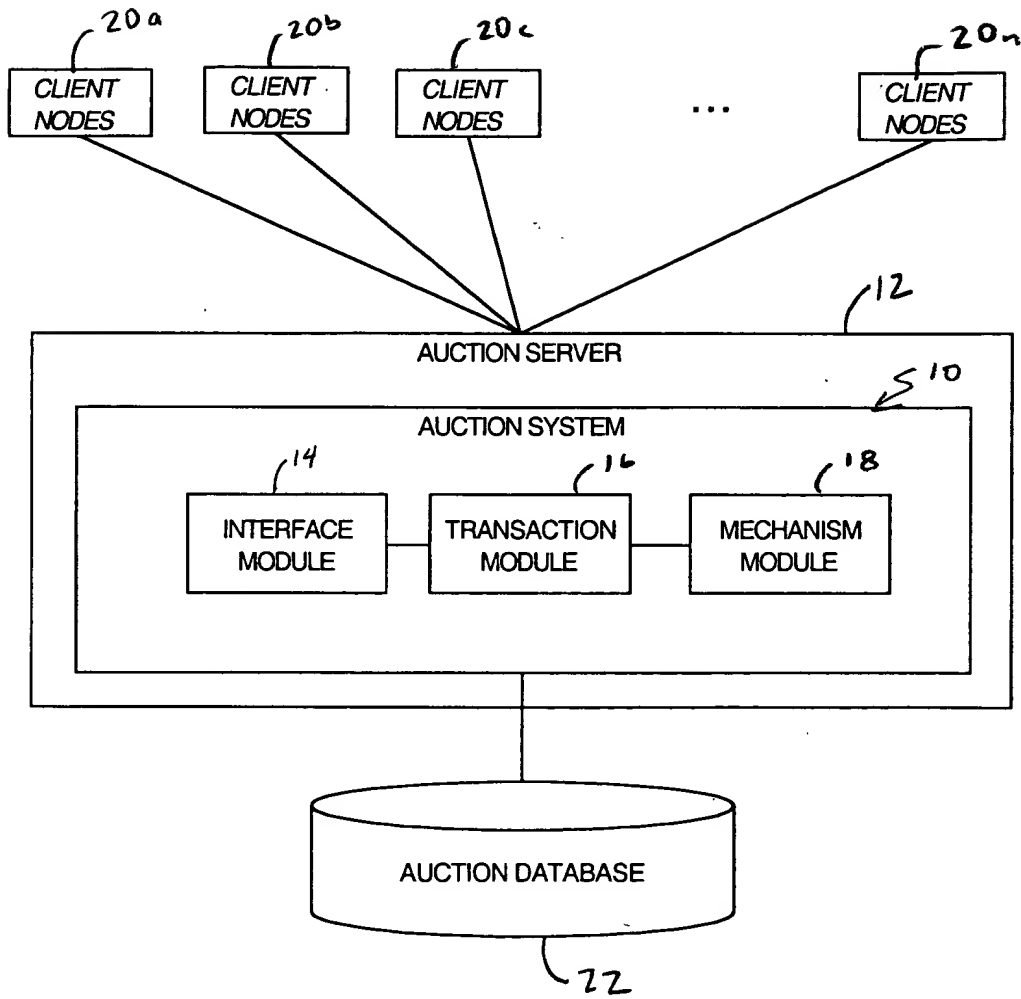 20a 20b 20c 20n
CLIENT NODES CLIENT NODES CLIENT NODES ... CLIENT NODES
12
AUCTION SERVER
10
AUCTION SYSTEM
14 16 18
INTERFACE MODULE TRANSACTION MODULE MECHANISM MODULE
AUCTION DATABASE
22